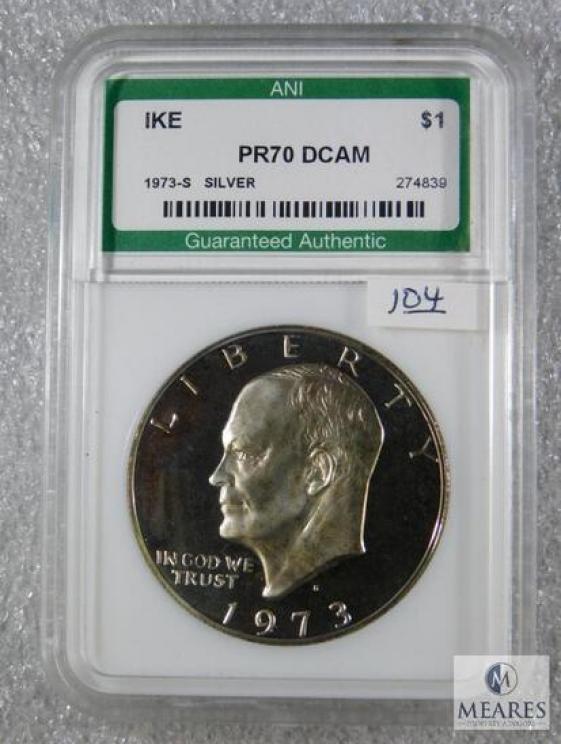 ANI
IKE $1
PR70 DCAM
1973-S SILVER 274839
Guaranteed Authentic
104
LIBERTY
IN GOD WE
TRUST
S
1973
M
MEARES